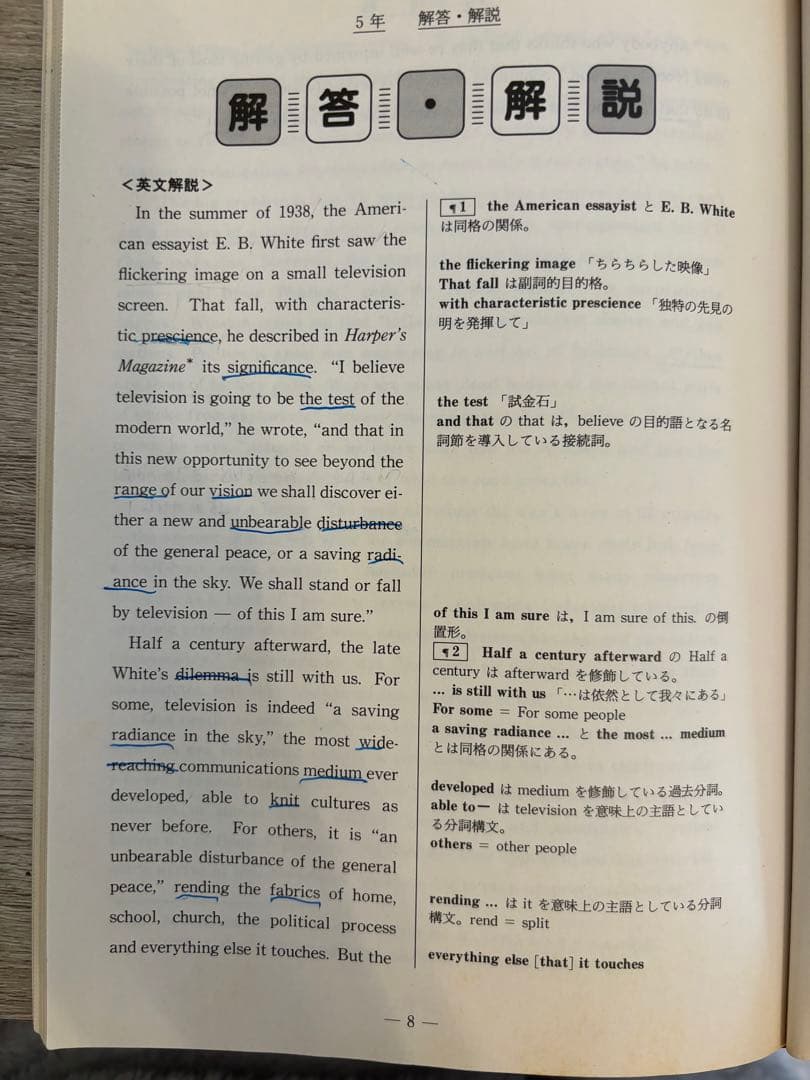 5年 解答・解説
解答・解説
<英文解説>
In the summer of 1938, the Ameri-
can essayist E. B. White first saw the
flickering image on a small television
screen. That fall, with characteris-
tic prescience, he described in Harper's
Magazine* its significance. “I believe
television is going to be the test of the
modern world,” he wrote, “and that in
this new opportunity to see beyond the
range of our vision we shall discover ei-
ther a new and unbearable disturbance
of the general peace, or a saving radi-
ance in the sky. We shall stand or fall
by television — of this I am sure.”
Half a century afterward, the late
White's dilemma is still with us. For
some, television is indeed “a saving
radiance in the sky,” the most wide-
reaching communications medium ever
developed, able to knit cultures as
never before. For others, it is “an
unbearable disturbance of the general
peace,” rending the fabrics of home,
school, church, the political process
and everything else it touches. But the
¶1 the American essayist と E. B. White
は同格の関係。
the flickering image 「ちらちらした映像」
That fall は副詞的目的格。
with characteristic prescience 「独特の先見の
明を発揮して」
the test 「試金石」
and that の that は，believe の目的語となる名
詞節を導入している接続詞。
of this I am sure は，I am sure of this. の倒
置形。
¶2 Half a century afterward の Half a
century は afterward を修飾している。
... is still with us 「…は依然として我々にある」
For some = For some people
a saving radiance ... と the most ... medium
とは同格の関係にある。
developed は medium を修飾している過去分詞。
able to— は television を意味上の主語としてい
る分詞構文。
others = other people
rending ... は it を意味上の主語としている分詞
構文。rend = split
everything else [that] it touches
— 8 —